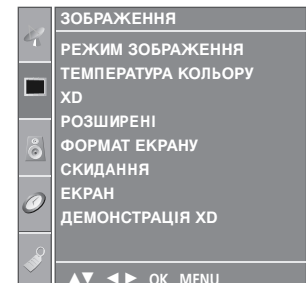 ЗОБРАЖЕННЯ
РЕЖИМ ЗОБРАЖЕННЯ
ТЕМПЕРАТУРА КОЛЬОРУ
XD
РОЗШИРЕНІ
ФОРМАТ ЕКРАНУ
СКИДАННЯ
ЕКРАН
ДЕМОНСТРАЦІЯ XD
▲▼ ◄► OK MENU